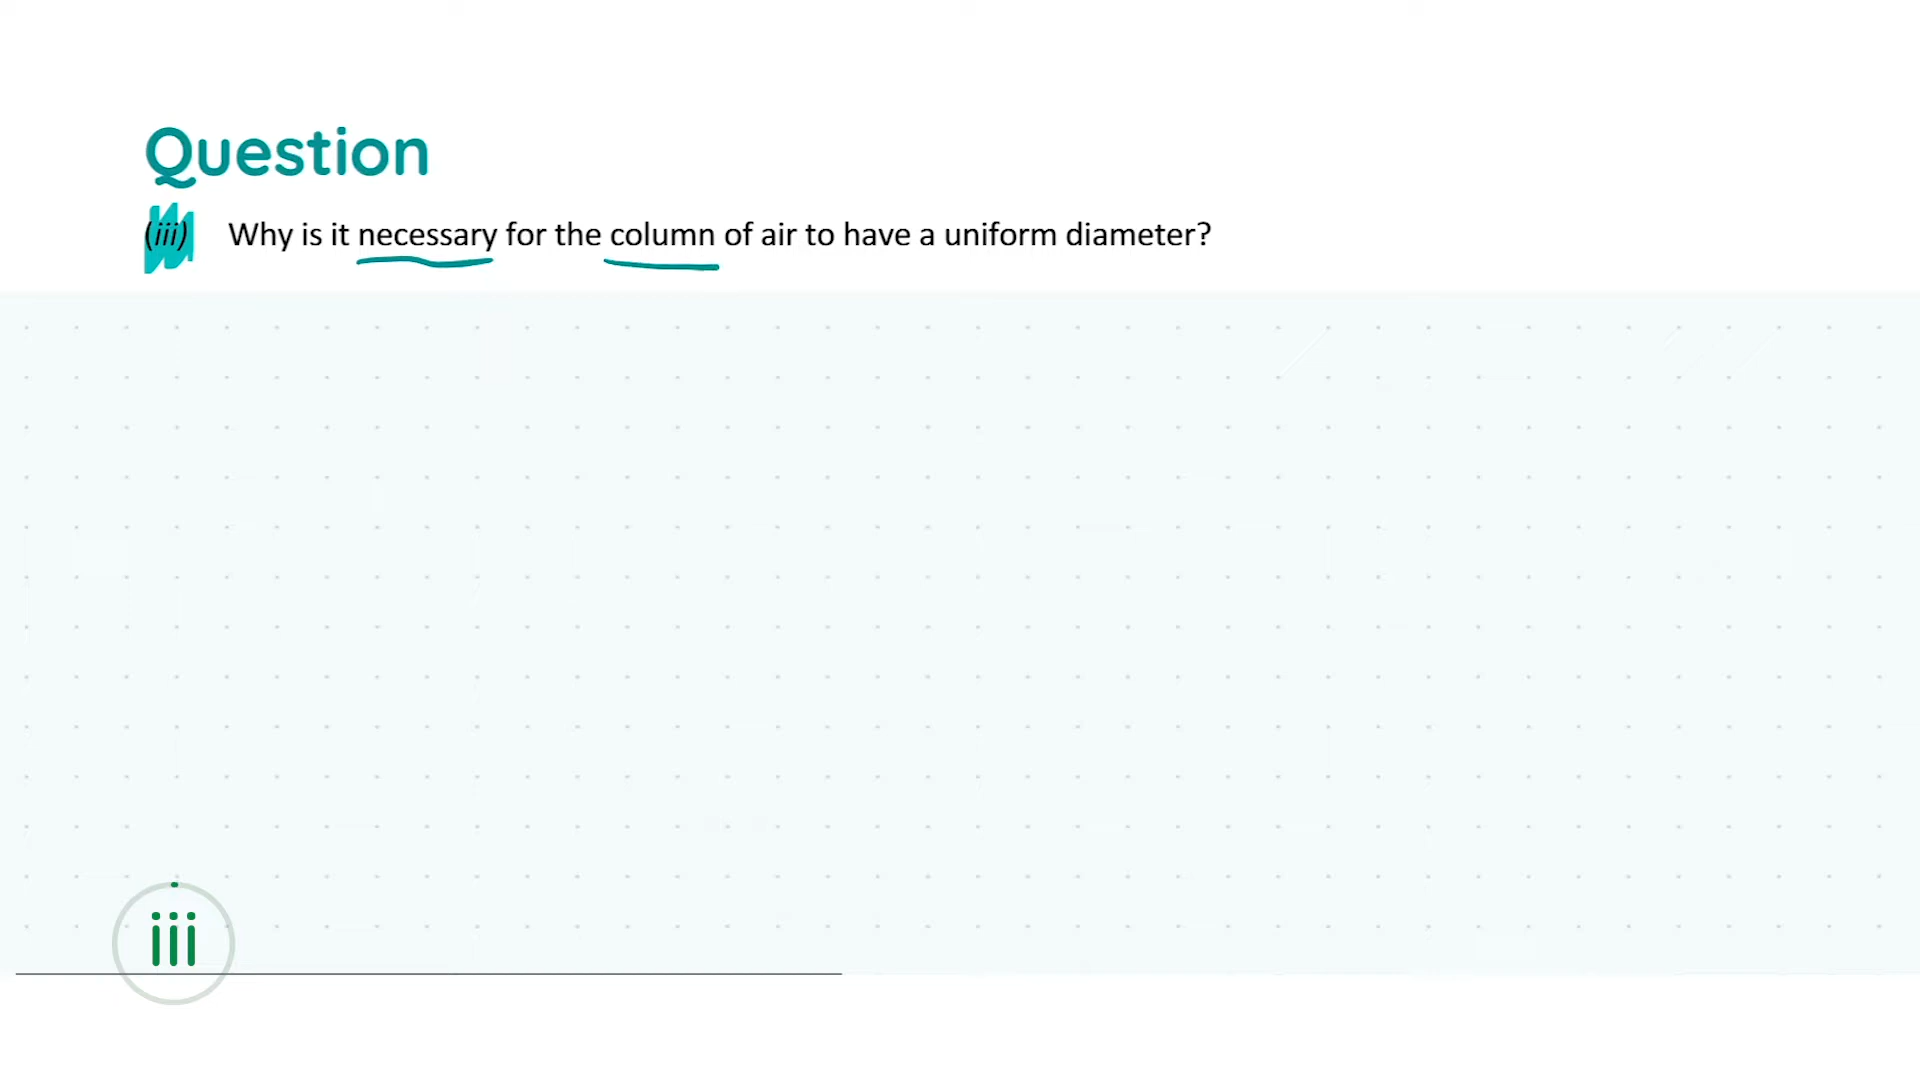 Question
(iii) Why is it necessary for the column of air to have a uniform diameter?
iii